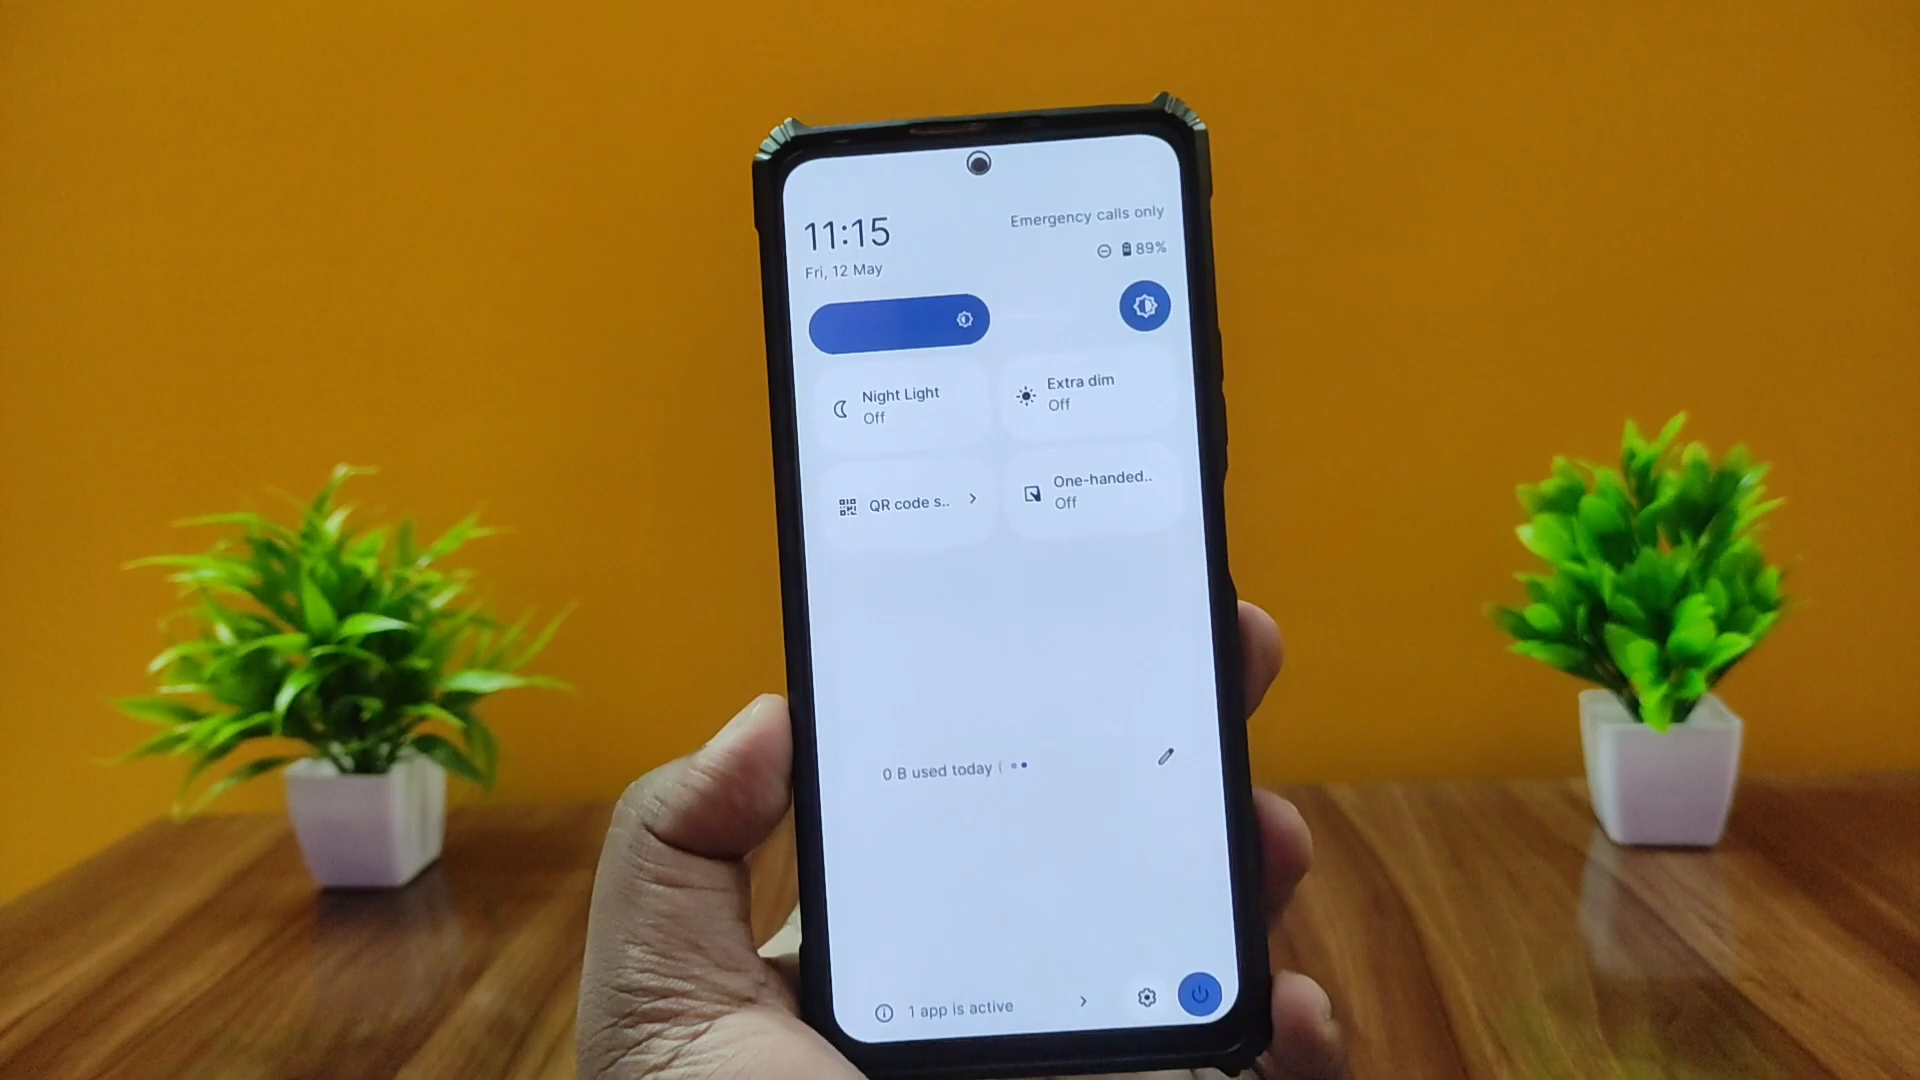 11:15
Emergency calls only
Fri, 12 May
89%
Night Light
Off
Extra dim
Off
QR code s..
One-handed..
Off
0 B used today (
1 app is active